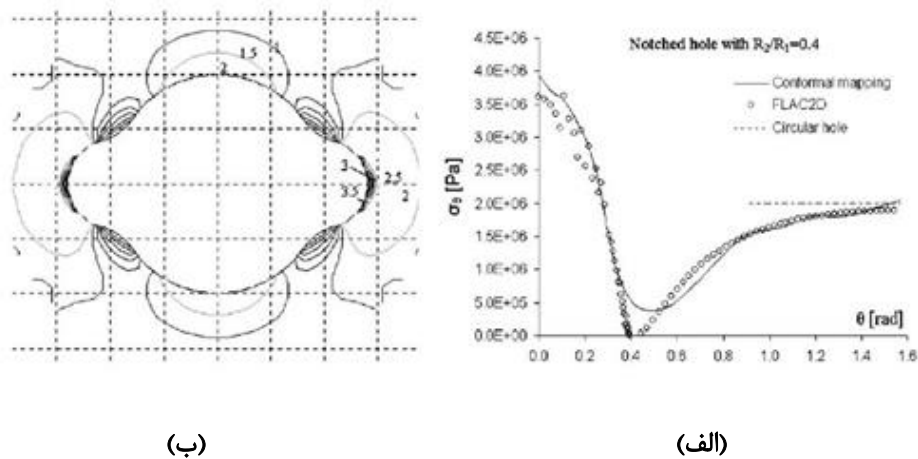 1
1.5
2
3
2.5
2
3.5
(ب)
Notched hole with R2/R1=0.4
Conformal mapping
FLAC2D
Circular hole
σθ [Pa]
4.5E+06
4.0E+06
3.5E+06
3.0E+06
2.5E+06
2.0E+06
1.5E+06
1.0E+06
5.0E+05
0.0E+00
θ [rad]
0.0 0.2 0.4 0.6 0.8 1.0 1.2 1.4 1.6
(الف)